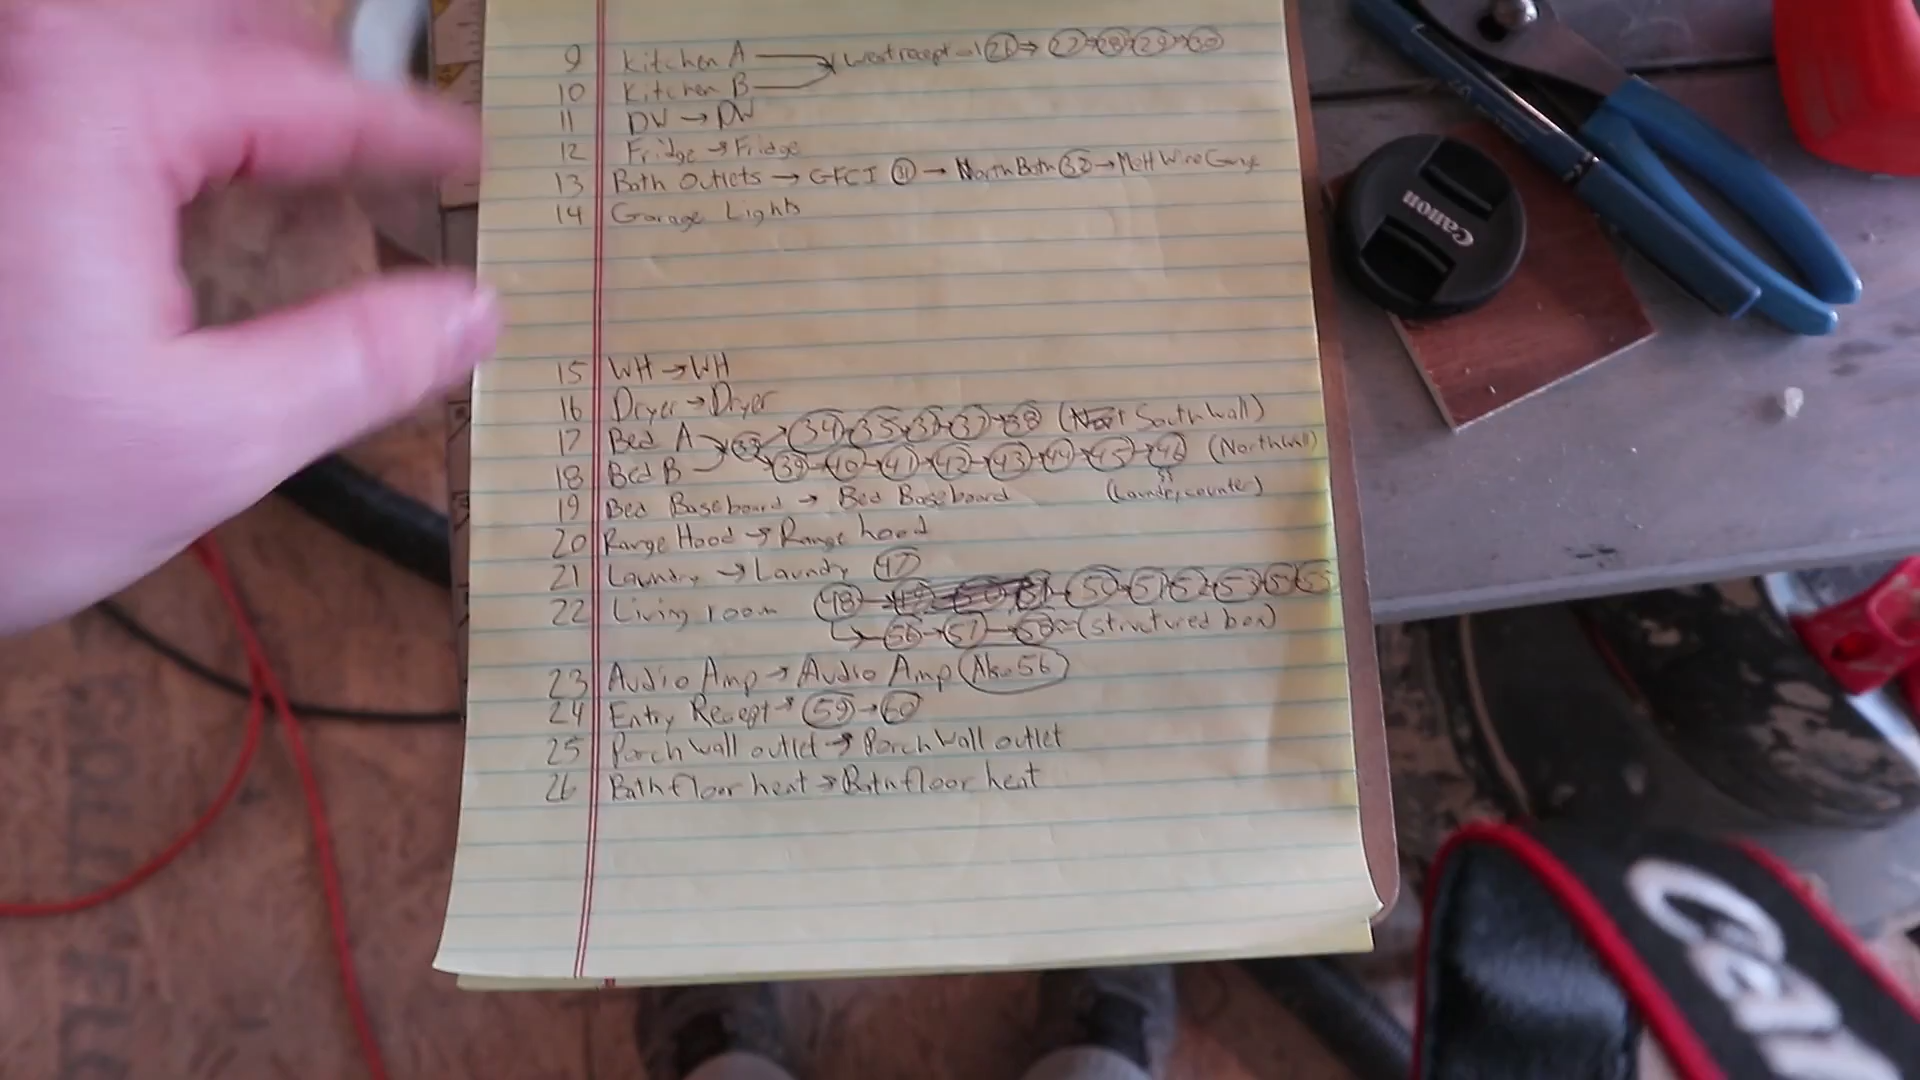 9 Kitchen A → West recept → 26 → 27 → 28 → 29 → 30
10 Kitchen B
11 DW → DW
12 Fridge → Fridge
13 Bath Outlets → GFCI 31 → North Bath 32 →
14 Garage Lights
15 WH → WH
16 Dryer → Dryer
17 Bed A → 33 → 34 → 35 → 36 → 37 → 38 (South Wall)
18 Bed B → 39 → 40 → 41 → 42 → 43 → 44 → 45 → 46 (North Wall)
(Laundry counter)
19 Bed Baseboard → Bed Baseboard
20 Range Hood → Range hood
21 Laundry → Laundry 47
22 Living room 48 → 50 → 51 → 52 → 53 → 54 → 55
↳ 56 → 57 → 58 = (structured box)
23 Audio Amp → Audio Amp Also 56
24 Entry Recept → 59 → 60
25 Porch Wall outlet → Porch Wall outlet
26 Bath floor heat → Bath floor heat
Canon
Can